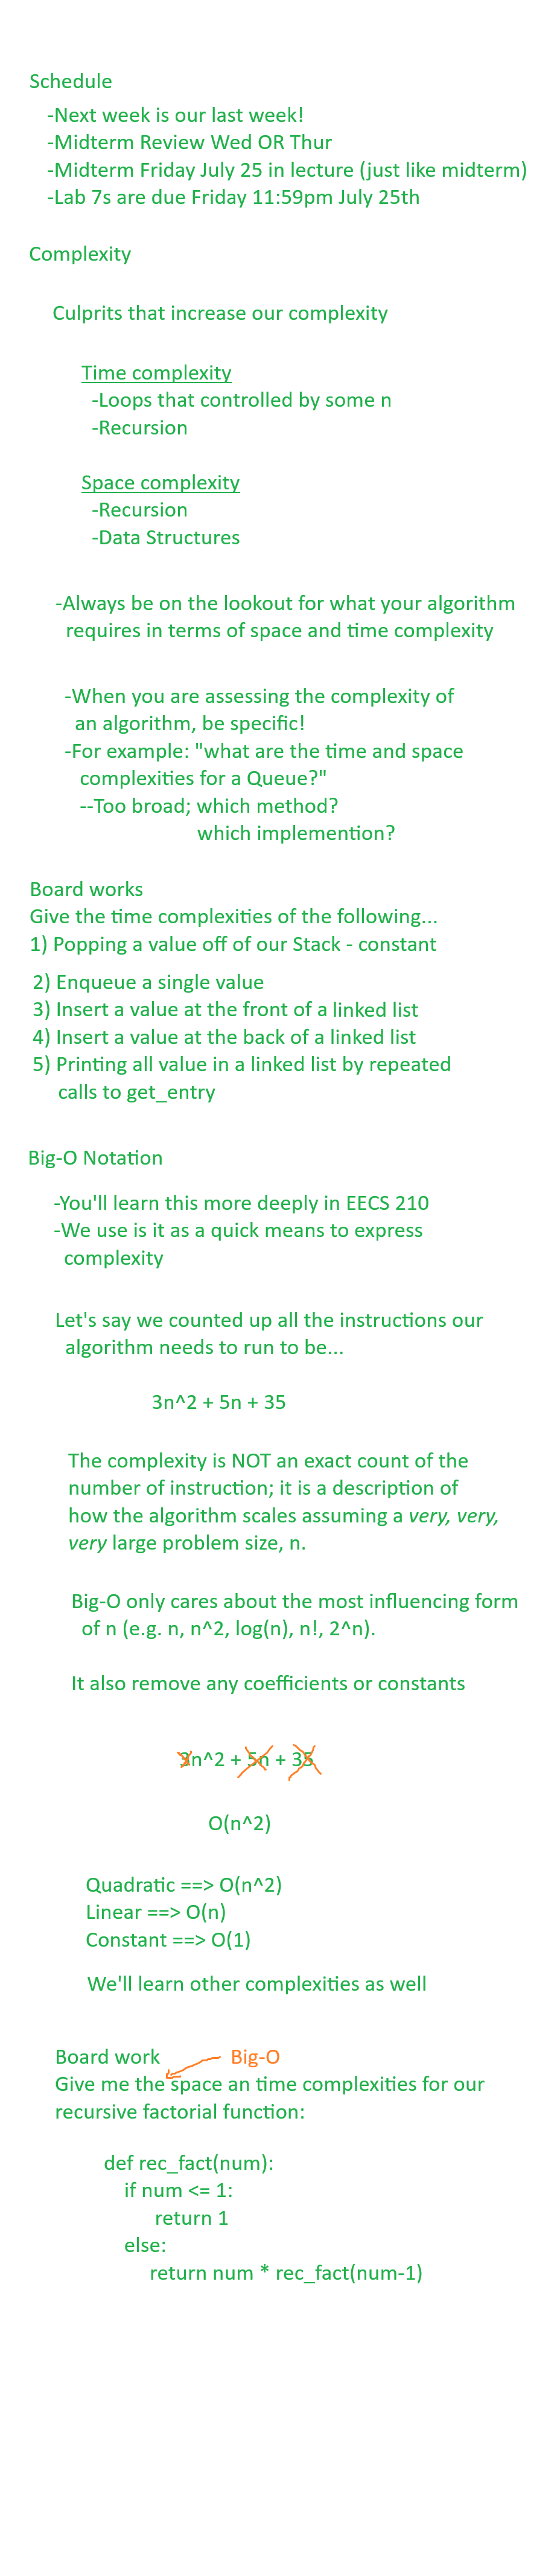 Schedule
-Next week is our last week!
-Midterm Review Wed OR Thur
-Midterm Friday July 25 in lecture (just like midterm)
-Lab 7s are due Friday 11:59pm July 25th
Complexity
Culprits that increase our complexity
Time complexity
-Loops that controlled by some n
-Recursion
Space complexity
-Recursion
-Data Structures
-Always be on the lookout for what your algorithm
requires in terms of space and time complexity
-When you are assessing the complexity of
an algorithm, be specific!
-For example: "what are the time and space
complexities for a Queue?"
--Too broad; which method?
which implemention?
Board works
Give the time complexities of the following...
1) Popping a value off of our Stack - constant
2) Enqueue a single value
3) Insert a value at the front of a linked list
4) Insert a value at the back of a linked list
5) Printing all value in a linked list by repeated
calls to get_entry
Big-O Notation
-You'll learn this more deeply in EECS 210
-We use is it as a quick means to express
complexity
Let's say we counted up all the instructions our
algorithm needs to run to be...
3n^2 + 5n + 35
The complexity is NOT an exact count of the
number of instruction; it is a description of
how the algorithm scales assuming a very, very,
very large problem size, n.
Big-O only cares about the most influencing form
of n (e.g. n, n^2, log(n), n!, 2^n).
It also remove any coefficients or constants
3n^2 + 5n + 35
O(n^2)
Quadratic ==> O(n^2)
Linear ==> O(n)
Constant ==> O(1)
We'll learn other complexities as well
Board work Big-O
Give me the space an time complexities for our
recursive factorial function:
def rec_fact(num):
if num <= 1:
return 1
else:
return num * rec_fact(num-1)